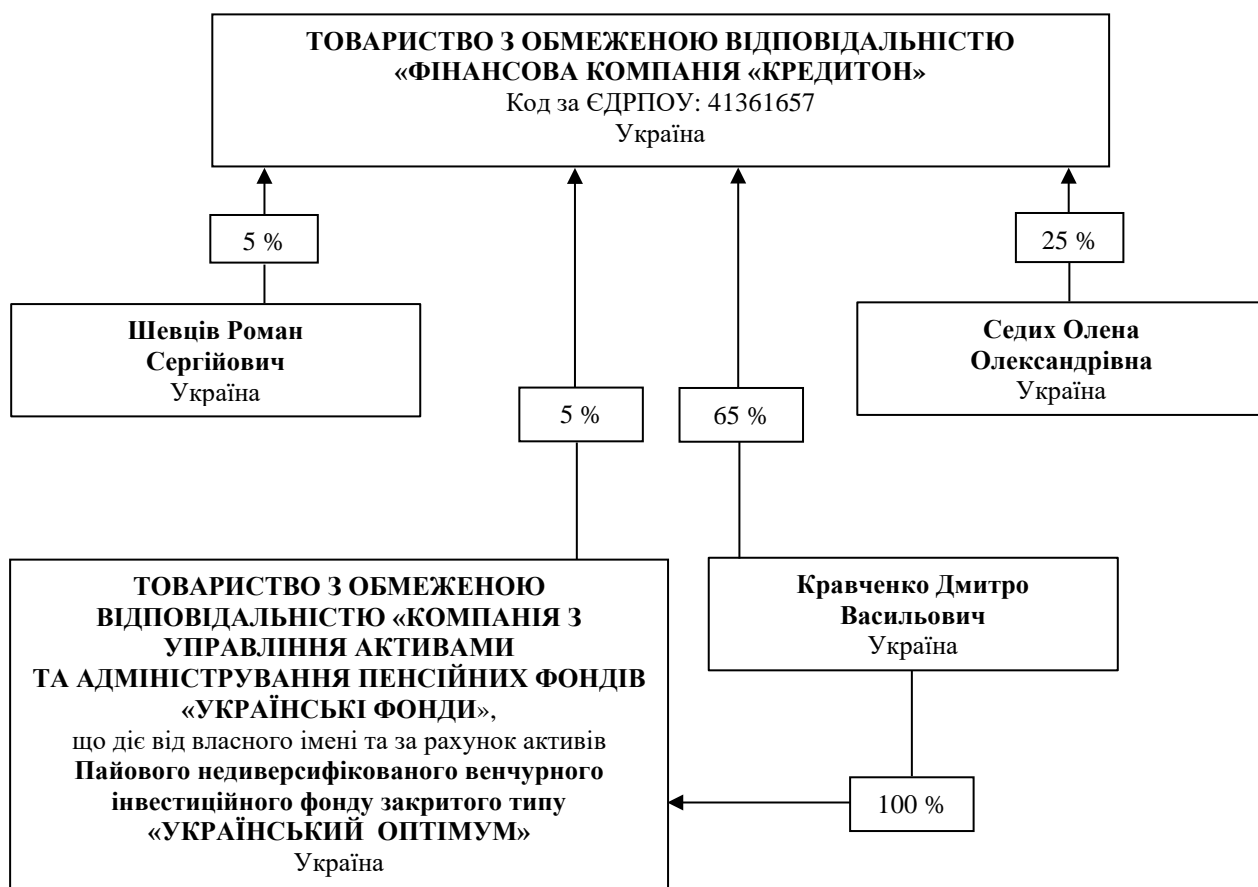 ТОВАРИСТВО З ОБМЕЖЕНОЮ ВІДПОВІДАЛЬНІСТЮ
«ФІНАНСОВА КОМПАНІЯ «КРЕДИТОН»
Код за ЄДРПОУ: 41361657
Україна
5 %
25 %
Шевців Роман
Сергійович
Україна
Седих Олена
Олександрівна
Україна
5 %
65 %
ТОВАРИСТВО З ОБМЕЖЕНОЮ
ВІДПОВІДАЛЬНІСТЮ «КОМПАНІЯ З
УПРАВЛІННЯ АКТИВАМИ
ТА АДМІНІСТРУВАННЯ ПЕНСІЙНИХ ФОНДІВ
«УКРАЇНСЬКІ ФОНДИ»,
що діє від власного імені та за рахунок активів
Пайового недиверсифікованого венчурного
інвестиційного фонду закритого типу
«УКРАЇНСЬКИЙ ОПТІМУМ»
Україна
Кравченко Дмитро
Васильович
Україна
100 %